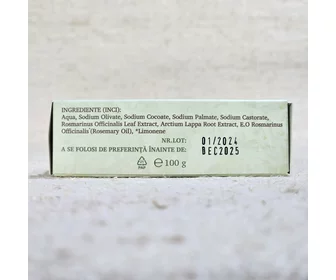 INGREDIENTE (INCI):
Aqua, Sodium Olivate, Sodium Cocoate, Sodium Palmate, Sodium Castorate,
Rosmarinus Officinalis Leaf Extract, Arctium Lappa Root Extract, E.O Rosmarinus
Officinalis (Rosemary Oil), *Limonene
NR.LOT: 01/2024
A SE FOLOSI DE PREFERINȚĂ ÎNAINTE DE: DEC2025
PAP e 100 g